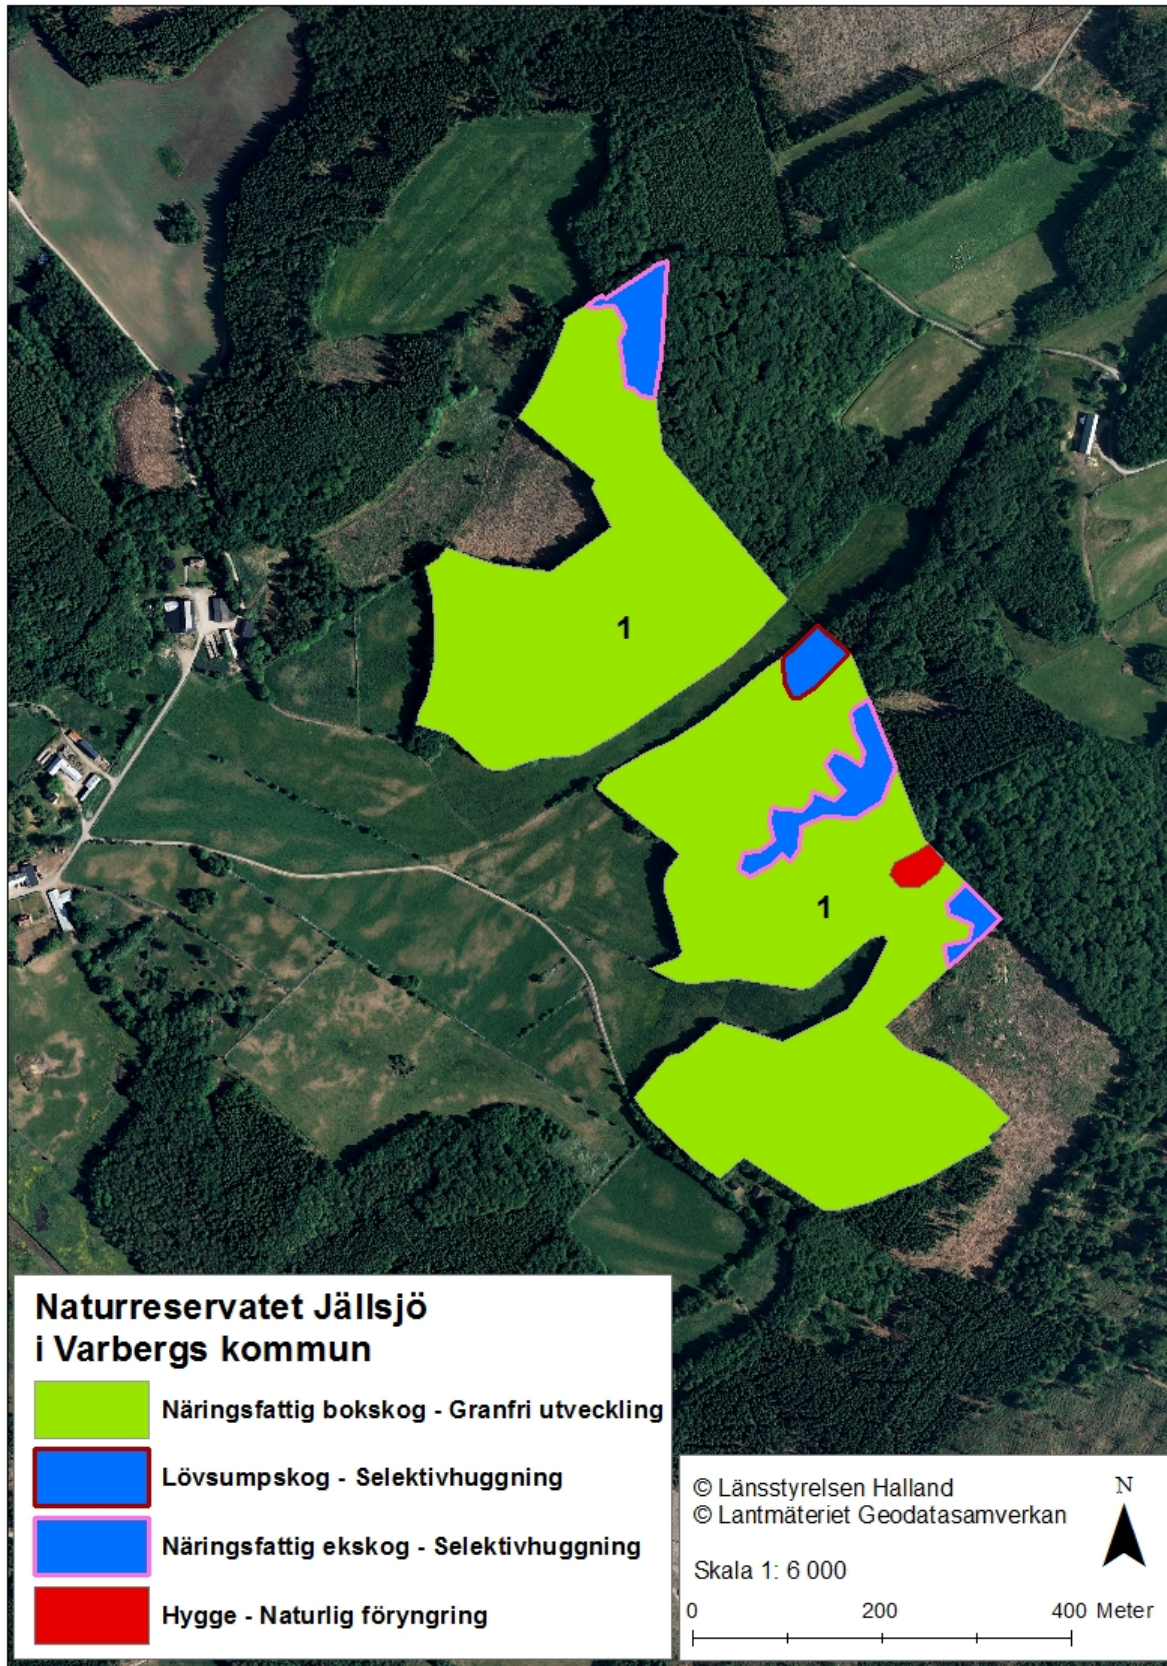 1
1
Naturreservatet Jällsjö
i Varbergs kommun
Näringsfattig bokskog - Granfri utveckling
Lövsumpskog - Selektivhuggning
Näringsfattig ekskog - Selektivhuggning
Hygge - Naturlig föryngring
© Länsstyrelsen Halland
© Lantmäteriet Geodatasamverkan
N
Skala 1: 6 000
0 200 400 Meter